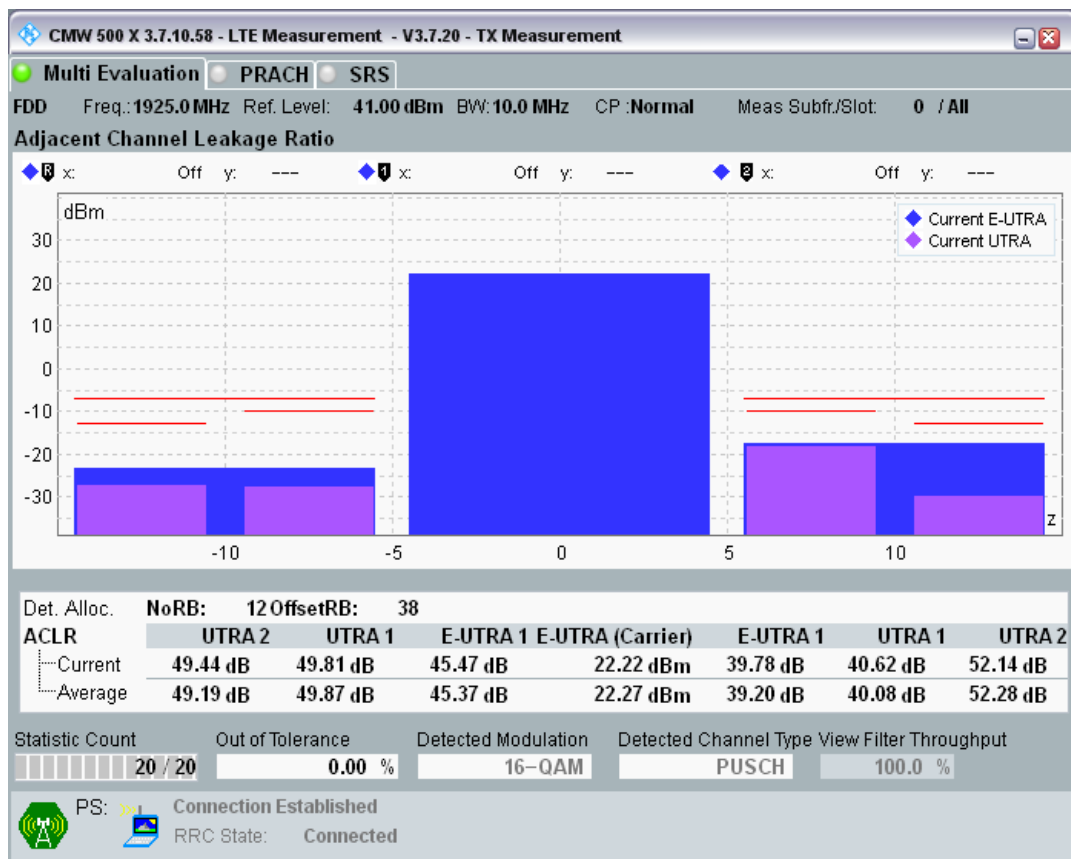 CMW 500 X 3.7.10.58 - LTE Measurement - V3.7.20 - TX Measurement
Multi Evaluation PRACH SRS
FDD Freq.: 1925.0 MHz Ref. Level: 41.00 dBm BW: 10.0 MHz CP :Normal Meas Subfr./Slot: 0 / All
Adjacent Channel Leakage Ratio
R x: Off y: --- 1 x: Off y: --- 2 x: Off y: ---
dBm
Current E-UTRA
Current UTRA
30
20
10
0
-10
-20
-30
z
-10 -5 0 5 10
Det. Alloc. NoRB: 12 OffsetRB: 38
ACLR UTRA 2 UTRA 1 E-UTRA 1 E-UTRA (Carrier) E-UTRA 1 UTRA 1 UTRA 2
Current 49.44 dB 49.81 dB 45.47 dB 22.22 dBm 39.78 dB 40.62 dB 52.14 dB
Average 49.19 dB 49.87 dB 45.37 dB 22.27 dBm 39.20 dB 40.08 dB 52.28 dB
Statistic Count Out of Tolerance Detected Modulation Detected Channel Type View Filter Throughput
20 / 20 0.00 % 16-QAM PUSCH 100.0 %
PS: Connection Established
RRC State: Connected